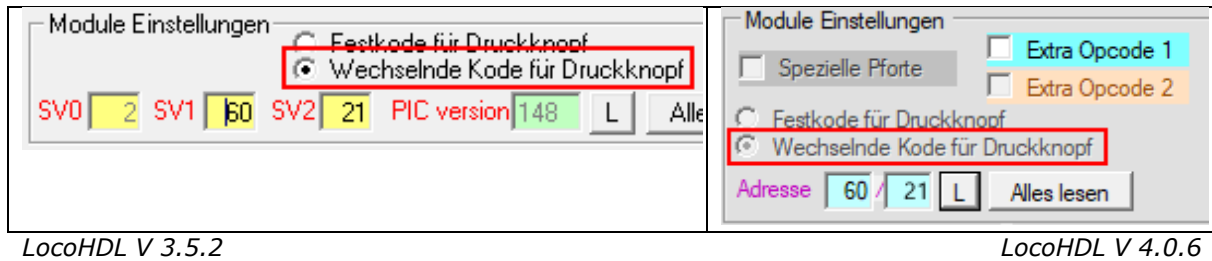 Module Einstellungen
Festkode für Druckknopf
Wechselnde Kode für Druckknopf
SV0 2 SV1 60 SV2 21 PIC version 148 L Alle
Module Einstellungen
Extra Opcode 1
Spezielle Pforte
Extra Opcode 2
Festkode für Druckknopf
Wechselnde Kode für Druckknopf
Adresse 60 / 21 L Alles lesen
LocoHDL V 3.5.2
LocoHDL V 4.0.6